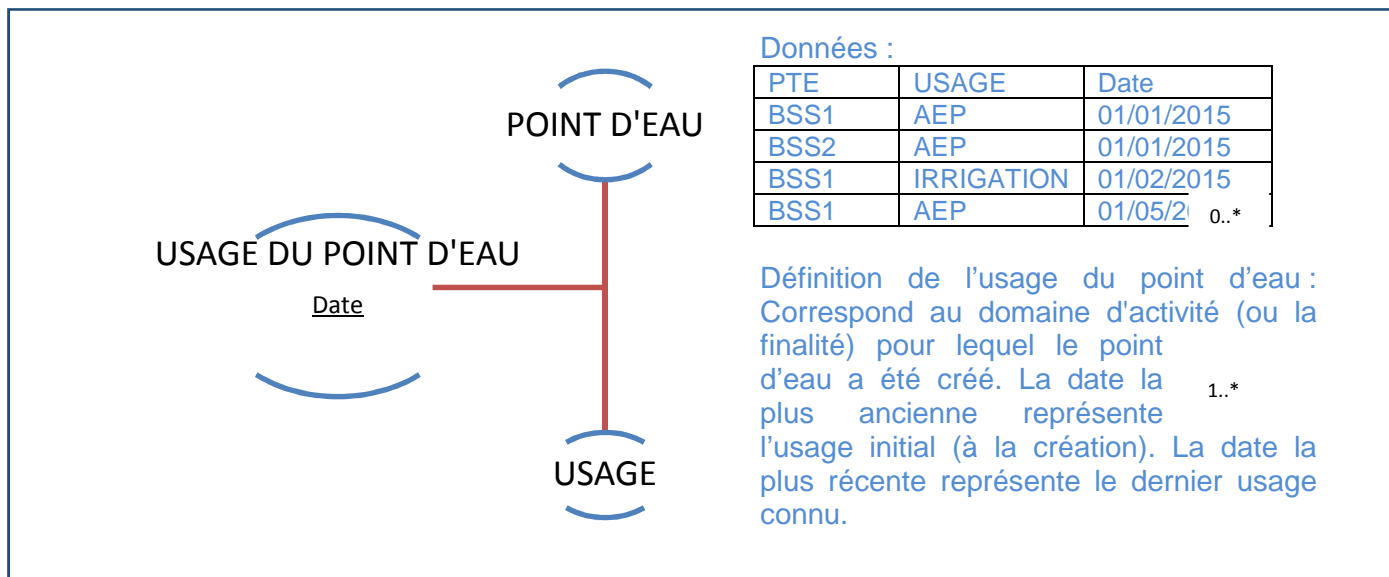 POINT D'EAU
USAGE DU POINT D'EAU
Date
USAGE
Données :
PTE USAGE Date
BSS1 AEP 01/01/2015
BSS2 AEP 01/01/2015
BSS1 IRRIGATION 01/02/2015
BSS1 AEP
0..*
Définition de l'usage du point d'eau :
Correspond au domaine d'activité (ou la
finalité) pour lequel le point
d'eau a été créé. La date la
1..*
plus ancienne représente
l'usage initial (à la création). La date la
plus récente représente le dernier usage
connu.